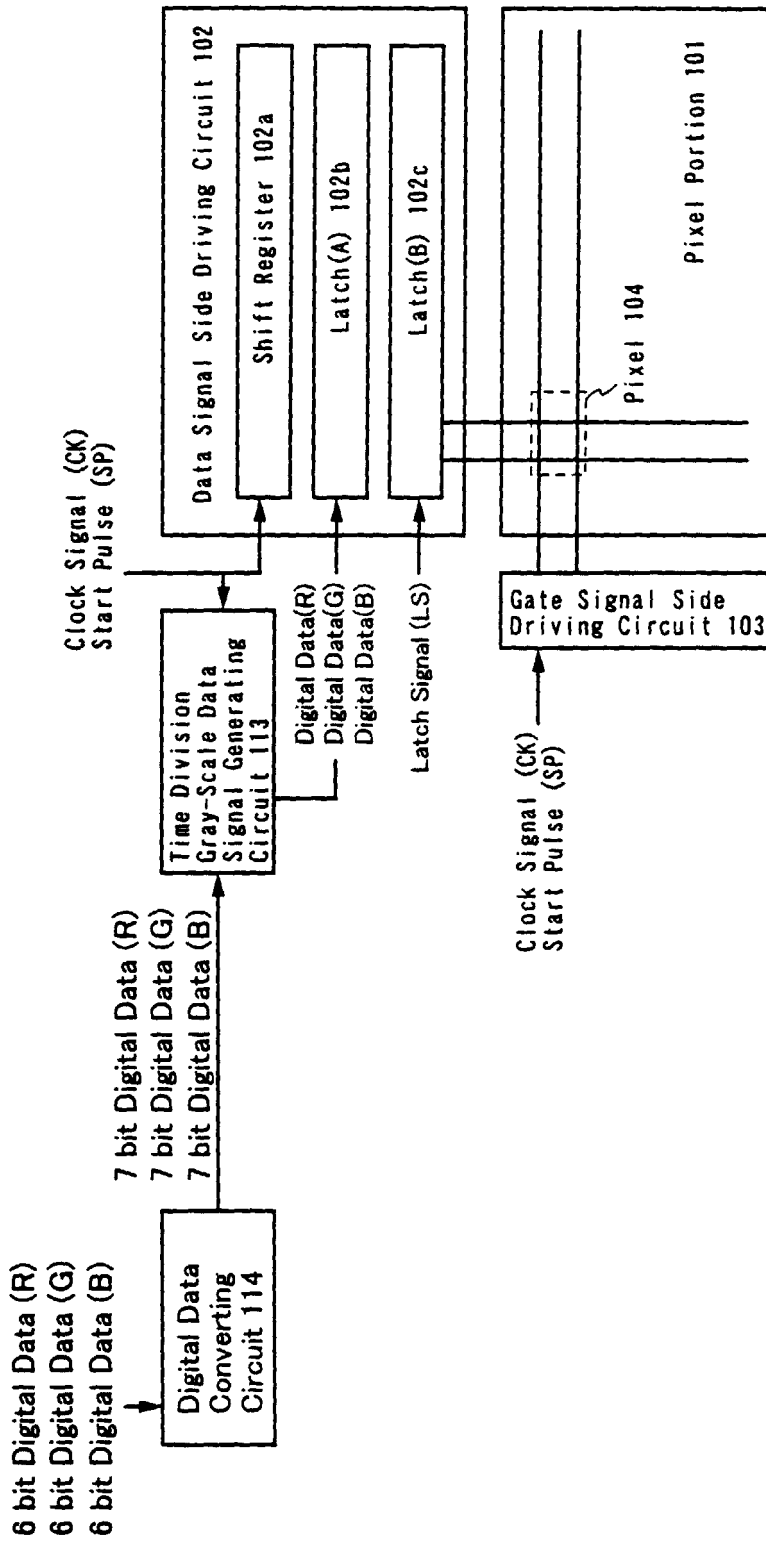 6 bit Digital Data (R)
6 bit Digital Data (G)
6 bit Digital Data (B)
Digital Data
Converting
Circuit 114
7 bit Digital Data (R)
7 bit Digital Data (G)
7 bit Digital Data (B)
Time Division
Gray-Scale Data
Signal Generating
Circuit 113
Clock Signal (CK)
Start Pulse (SP)
Digital Data(R)
Digital Data(G)
Digital Data(B)
Latch Signal (LS)
Data Signal Side Driving Circuit 102
Shift Register 102a
Latch(A) 102b
Latch(B) 102c
Clock Signal (CK)
Start Pulse (SP)
Gate Signal Side
Driving Circuit 103
Pixel 104
Pixel Portion 101